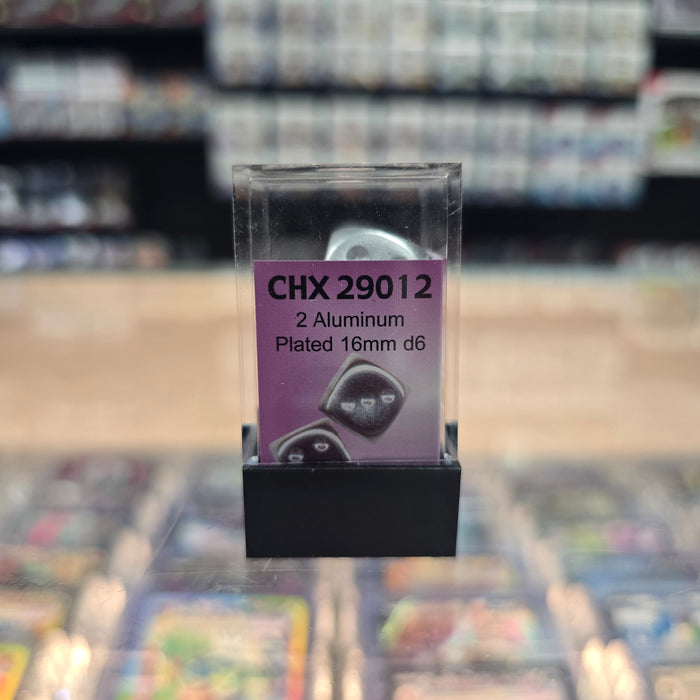 CHX 29012
2 Aluminum
Plated 16mm d6